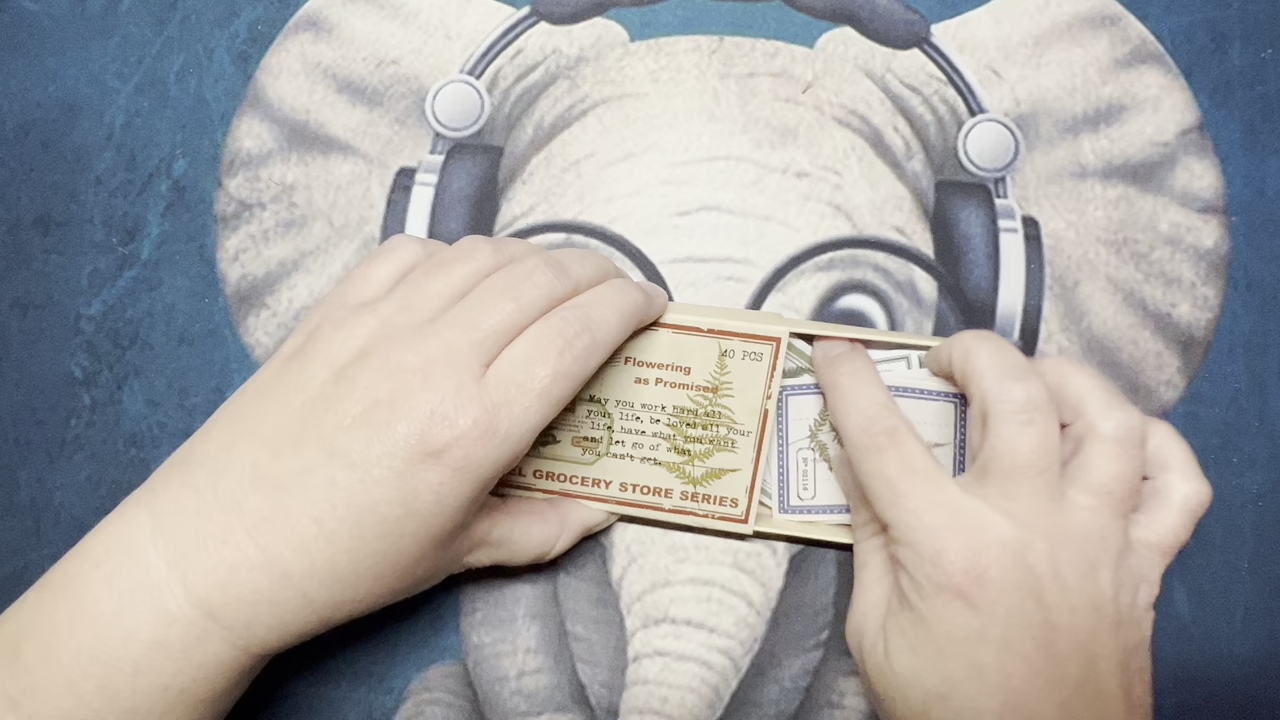 40 PCS
Flowering
as Promised
May you work hard all
your life, be loved all your
life, have what you want
and let go of what
you can't get.
EL GROCERY STORE SERIES